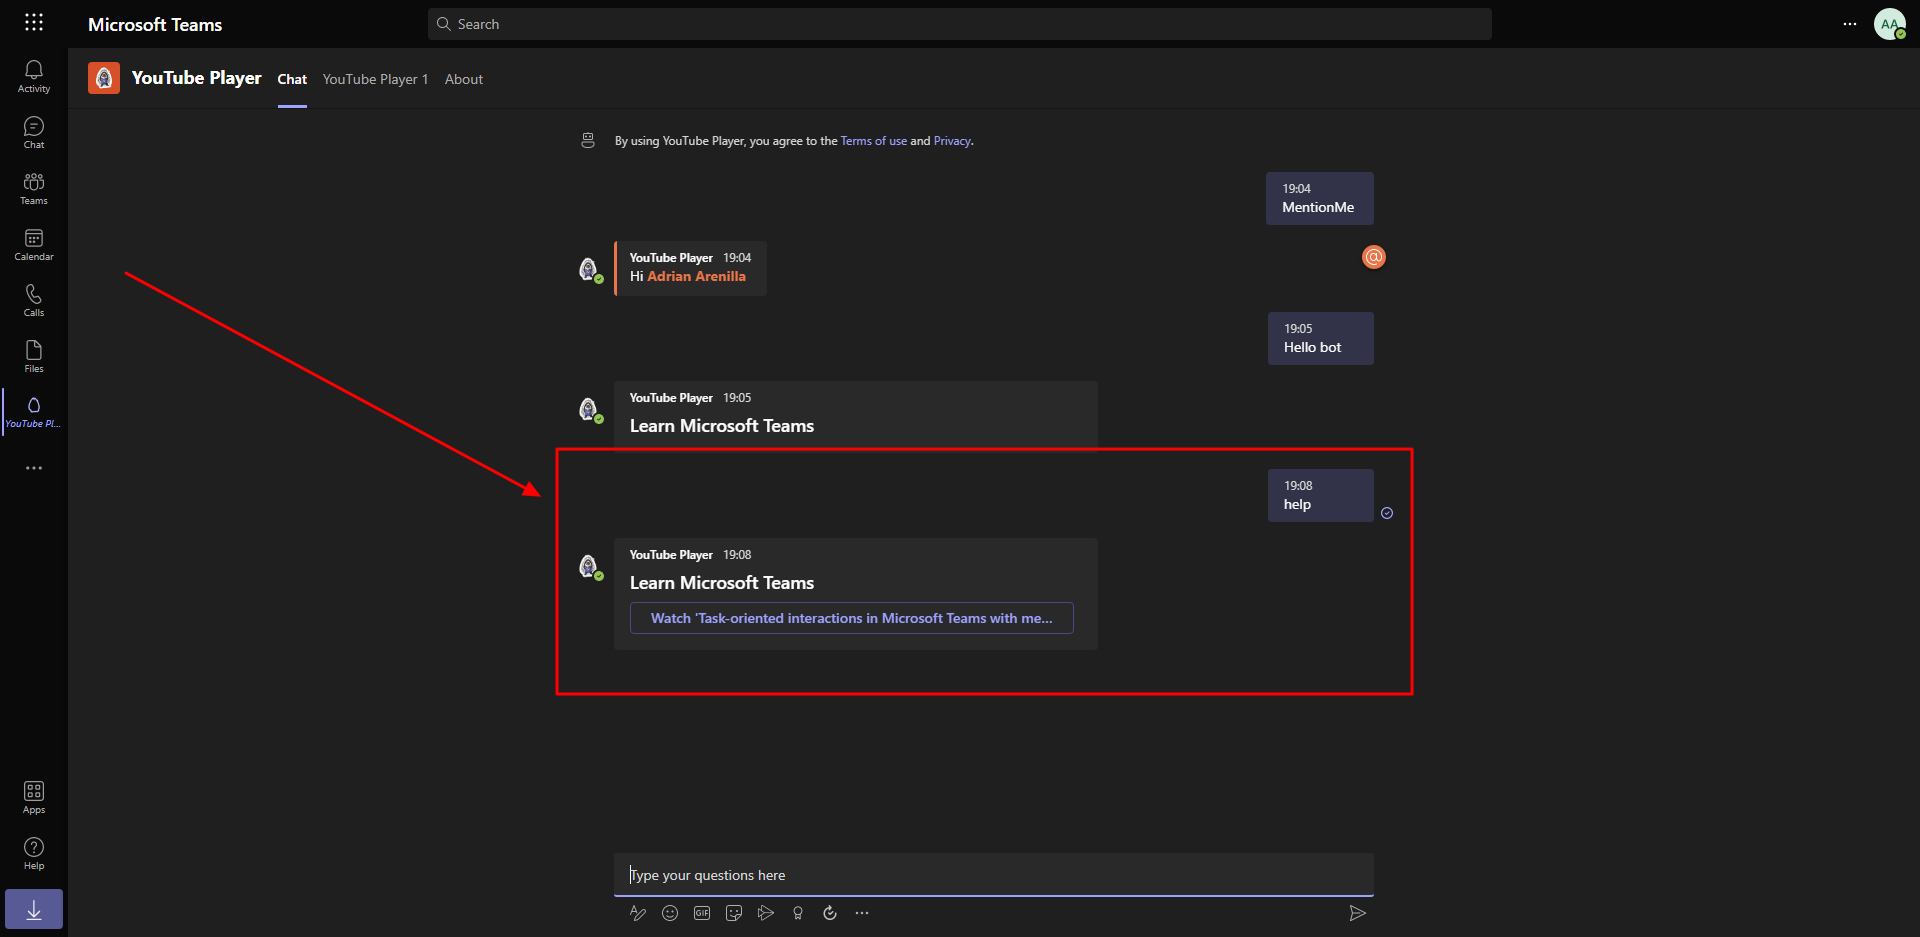 Microsoft Teams
Search
AA
Activity
Chat
Teams
Calendar
Calls
Files
YouTube Pl...
Apps
Help
YouTube Player
Chat
YouTube Player 1
About
By using YouTube Player, you agree to the Terms of use and Privacy.
19:04
MentionMe
YouTube Player 19:04
Hi Adrian Arenilla
@
19:05
Hello bot
YouTube Player 19:05
Learn Microsoft Teams
19:08
help
YouTube Player 19:08
Learn Microsoft Teams
Watch 'Task-oriented interactions in Microsoft Teams with me...
Type your questions here
GIF